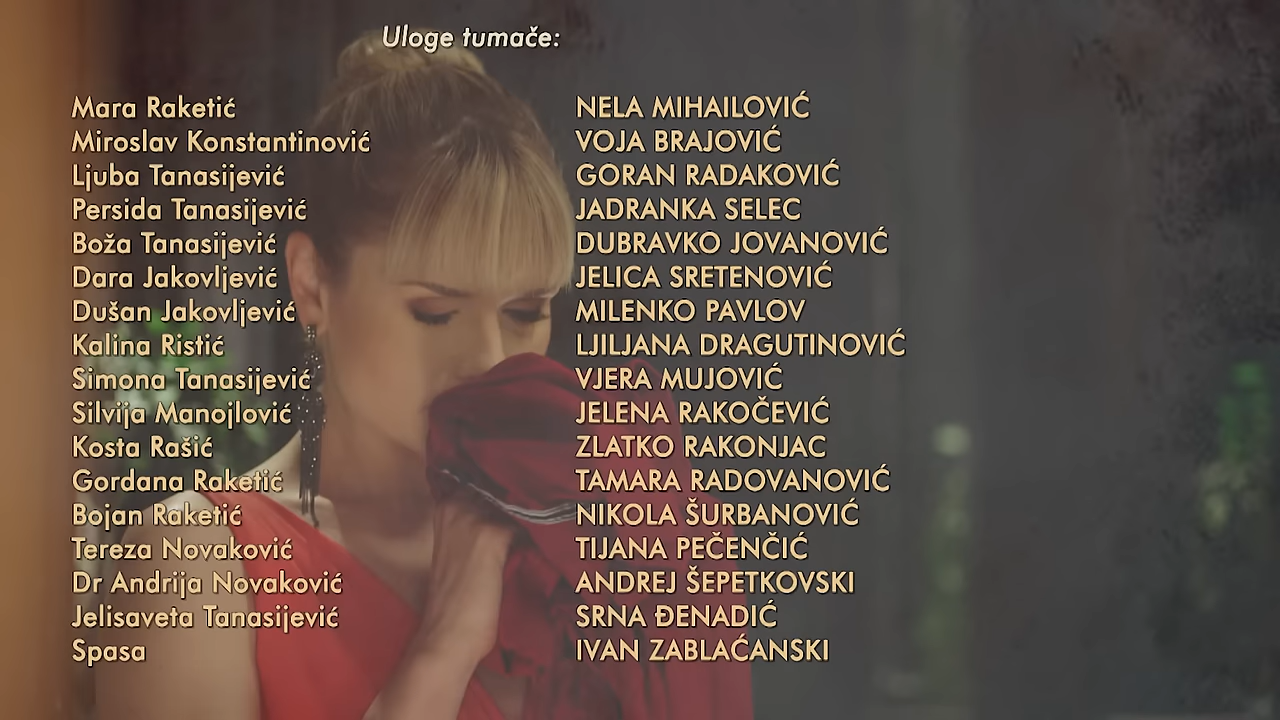 Uloge tumače:
Mara Raketić NELA MIHAILOVIĆ
Miroslav Konstantinović VOJA BRAJOVIĆ
Ljuba Tanasijević GORAN RADAKOVIĆ
Persida Tanasijević JADRANKA SELEC
Boža Tanasijević DUBRAVKO JOVANOVIĆ
Dara Jakovljević JELICA SRETENOVIĆ
Dušan Jakovljević MILENKO PAVLOV
Kalina Ristić LJILJANA DRAGUTINOVIĆ
Simona Tanasijević VJERA MUJOVIĆ
Silvija Manojlović JELENA RAKOČEVIĆ
Kosta Rašić ZLATKO RAKONJAC
Gordana Raketić TAMARA RADOVANOVIĆ
Bojan Raketić NIKOLA ŠURBANOVIĆ
Tereza Novaković TIJANA PEČENČIĆ
Dr Andrija Novaković ANDREJ ŠEPETKOVSKI
Jelisaveta Tanasijević SRNA ĐENADIĆ
Spasa IVAN ZABLAĆANSKI